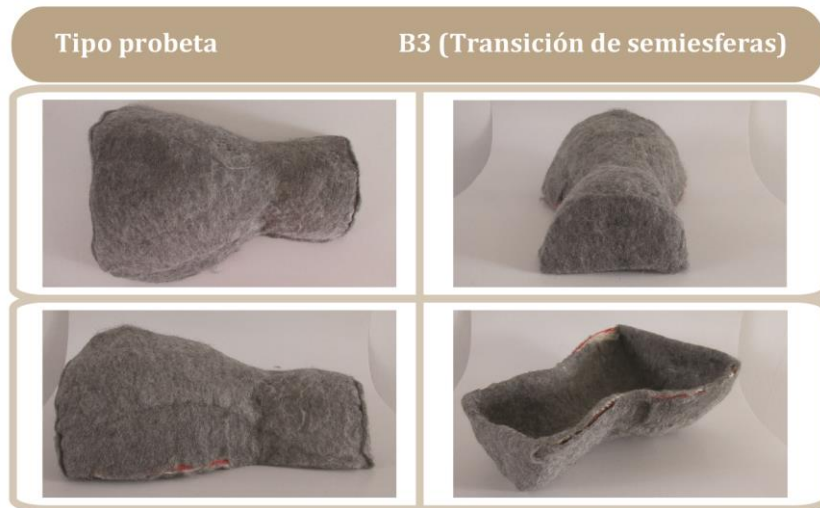 Tipo probeta
B3 (Transición de semiesferas)